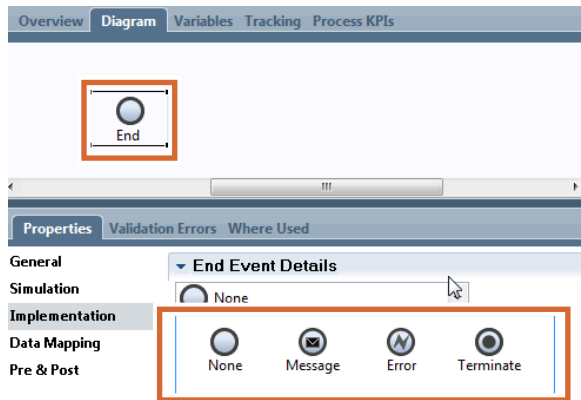 Overview Diagram Variables Tracking Process KPIs
End
Properties Validation Errors Where Used
General
Simulation
Implementation
Data Mapping
Pre & Post
End Event Details
None
None Message Error Terminate